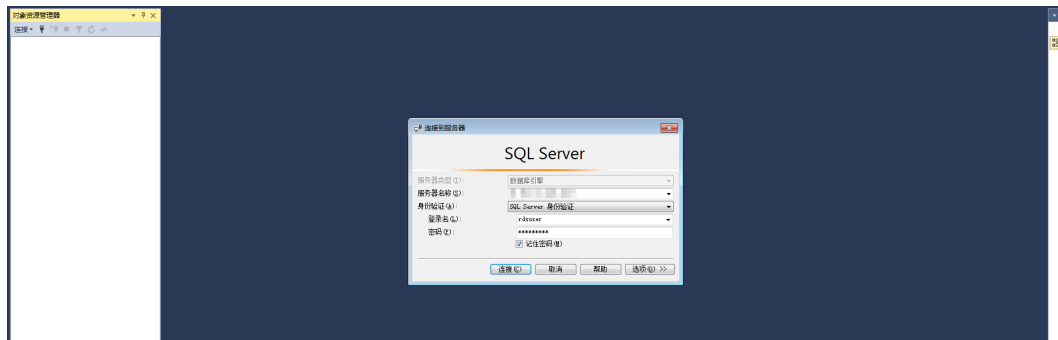 对象资源管理器
连接
连接到服务器
SQL Server
服务器类型(T):
数据库引擎
服务器名称(S):
身份验证(A):
SQL Server 身份验证
登录名(L):
rdsuser
密码(P):
*********
记住密码(M)
连接(C)
取消
帮助
选项(O) >>